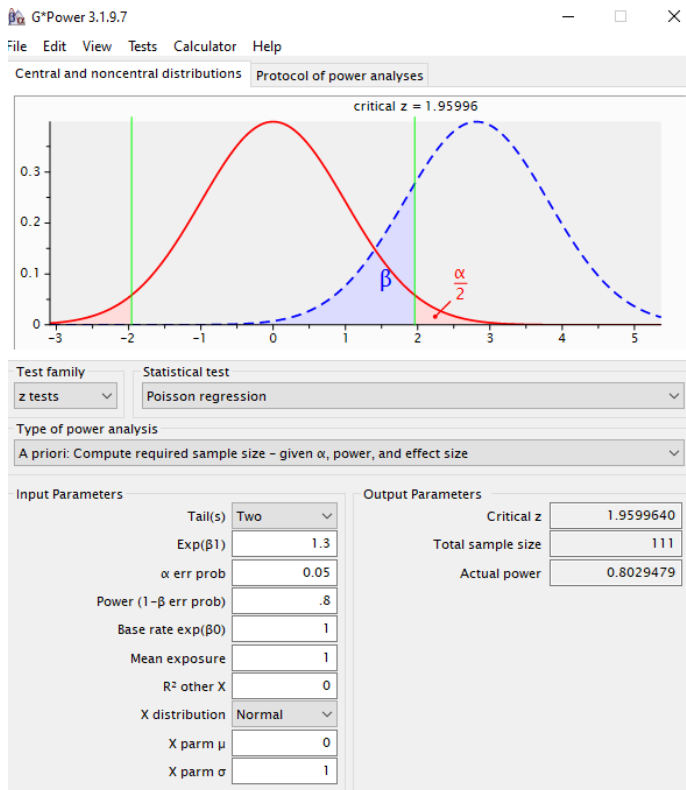 G*Power 3.1.9.7
File Edit View Tests Calculator Help
Central and noncentral distributions Protocol of power analyses
critical z = 1.95996
0.3
0.2
0.1
0
β
α
2
-3 -2 -1 0 1 2 3 4 5
Test family Statistical test
z tests Poisson regression
Type of power analysis
A priori: Compute required sample size - given α, power, and effect size
Input Parameters Output Parameters
Tail(s) Two Critical z 1.9599640
Exp(β1) 1.3 Total sample size 111
α err prob 0.05 Actual power 0.8029479
Power (1-β err prob) .8
Base rate exp(β0) 1
Mean exposure 1
R² other X 0
X distribution Normal
X parm μ 0
X parm σ 1